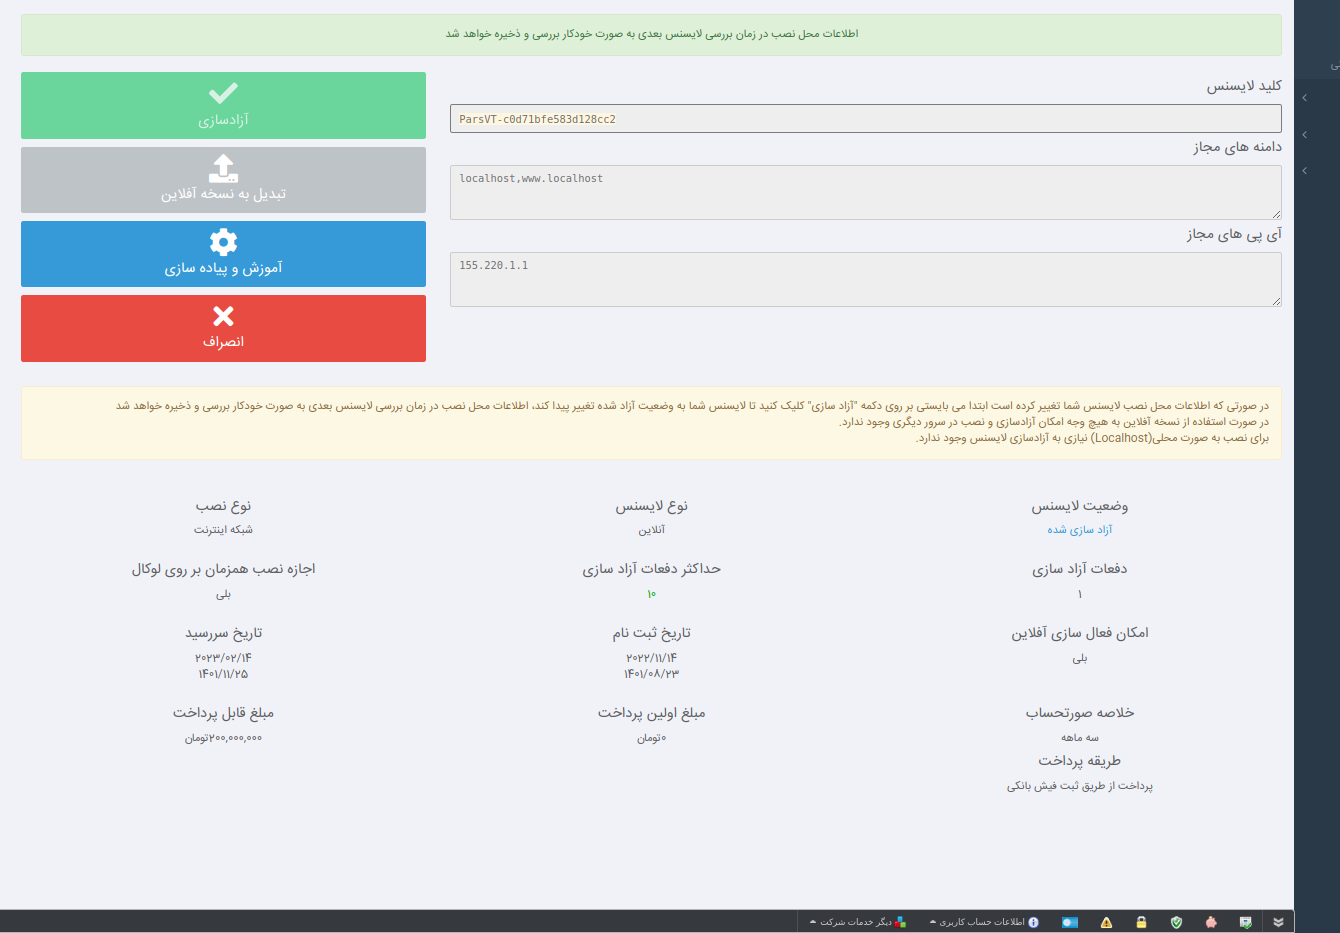 اطلاعات محل نصب در زمان بررسی لایسنس بعدی به صورت خودکار بررسی و ذخیره خواهد شد
کلید لایسنس
ParsVT-c0d71bfe583d128cc2
دامنه های مجاز
localhost,www.localhost
آی پی های مجاز
155.220.1.1
آزادسازی
تبدیل به نسخه آفلاین
آموزش و پیاده سازی
انصراف
در صورتی که اطلاعات محل نصب لایسنس شما تغییر کرده است ابتدا می بایستی بر روی دکمه "آزاد سازی" کلیک کنید تا لایسنس شما به وضعیت آزاد شده تغییر پیدا کند، اطلاعات محل نصب در زمان بررسی لایسنس بعدی به صورت خودکار بررسی و ذخیره خواهد شد
در صورت استفاده از نسخه آفلاین به هیچ وجه امکان آزادسازی و نصب در سرور دیگری وجود ندارد.
برای نصب به صورت محلی(Localhost) نیازی به آزادسازی لایسنس وجود ندارد.
وضعیت لایسنس
آزاد سازی شده
نوع لایسنس
آنلاین
نوع نصب
شبکه اینترنت
دفعات آزاد سازی
۱
حداکثر دفعات آزاد سازی
۱۰
اجازه نصب همزمان بر روی لوکال
بلی
امکان فعال سازی آفلاین
بلی
تاریخ ثبت نام
۲۰۲۲/۱۱/۱۴
۱۴۰۱/۰۸/۲۳
تاریخ سررسید
۲۰۲۳/۰۲/۱۴
۱۴۰۱/۱۱/۲۵
خلاصه صورتحساب
سه ماهه
مبلغ اولین پرداخت
۰تومان
مبلغ قابل پرداخت
۲۰۰,۰۰۰,۰۰۰تومان
طریقه پرداخت
پرداخت از طریق ثبت فیش بانکی
اطلاعات حساب کاربری
دیگر خدمات شرکت